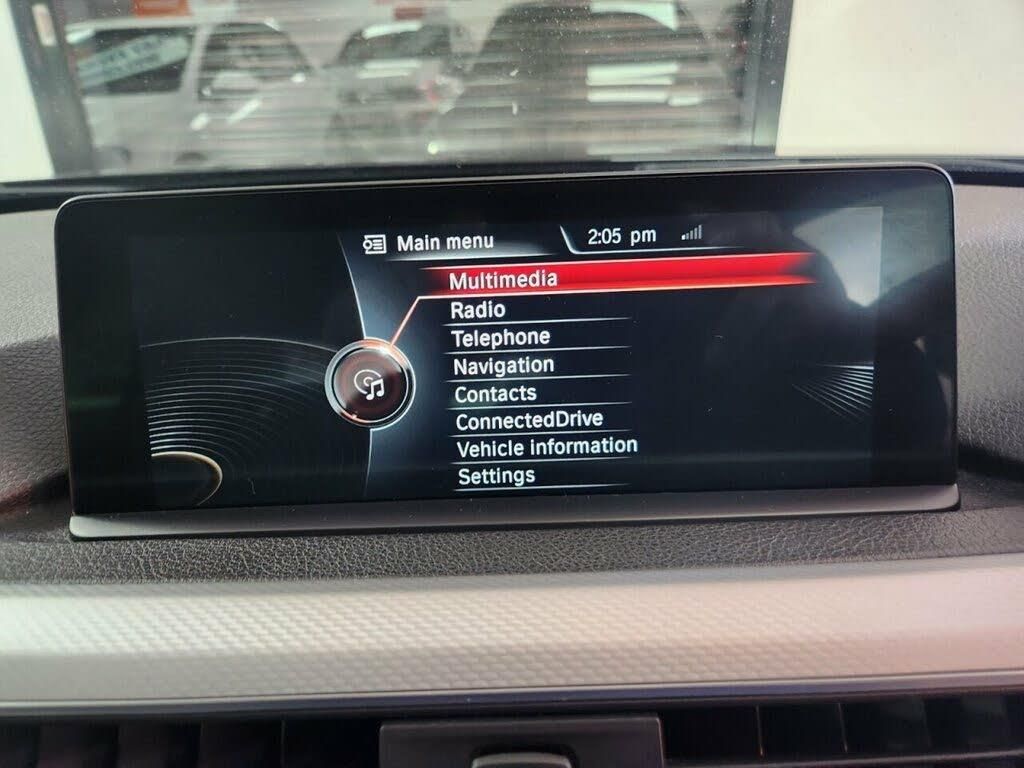 Main menu
2:05 pm
Multimedia
Radio
Telephone
Navigation
Contacts
ConnectedDrive
Vehicle information
Settings